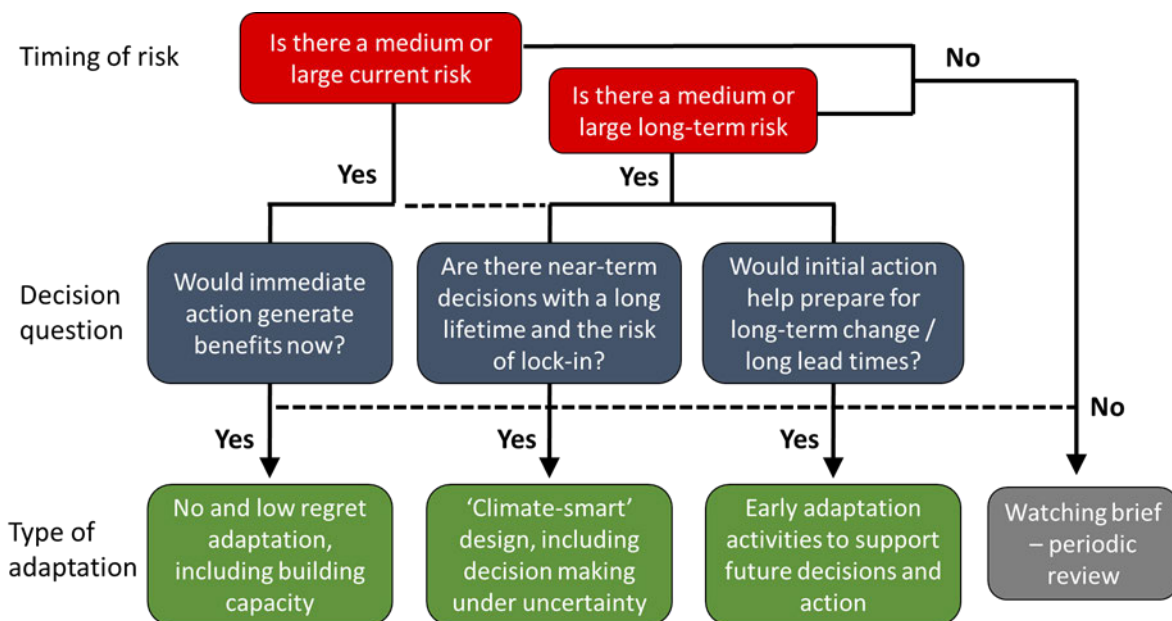 Timing of risk
Is there a medium or
large current risk
No
Is there a medium or
large long-term risk
Yes
Yes
Decision
question
Would immediate
action generate
benefits now?
Are there near-term
decisions with a long
lifetime and the risk
of lock-in?
Would initial action
help prepare for
long-term change /
long lead times?
Yes
Yes
Yes
No
Type of
adaptation
No and low regret
adaptation,
including building
capacity
‘Climate-smart’
design, including
decision making
under uncertainty
Early adaptation
activities to support
future decisions and
action
Watching brief
– periodic
review